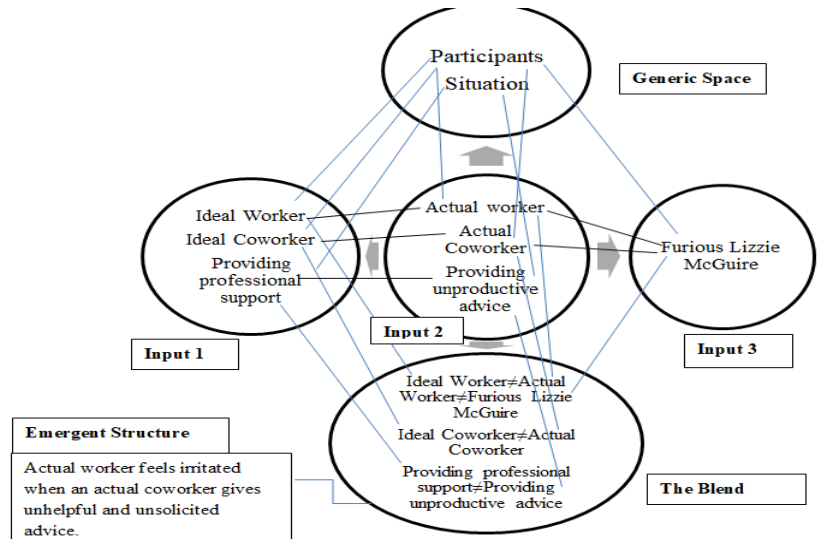 Participants
Situation
Generic Space
Ideal Worker
Ideal Coworker
Providing
professional
support
Input 1
Actual worker
Actual
Coworker
Providing
unproductive
advice
Input 2
Furious Lizzie
McGuire
Input 3
Ideal Worker≠Actual
Worker≠Furious Lizzie
McGuire
Ideal Coworker≠Actual
Coworker
Providing professional
support≠Providing
unproductive advice
The Blend
Emergent Structure
Actual worker feels irritated
when an actual coworker gives
unhelpful and unsolicited
advice.